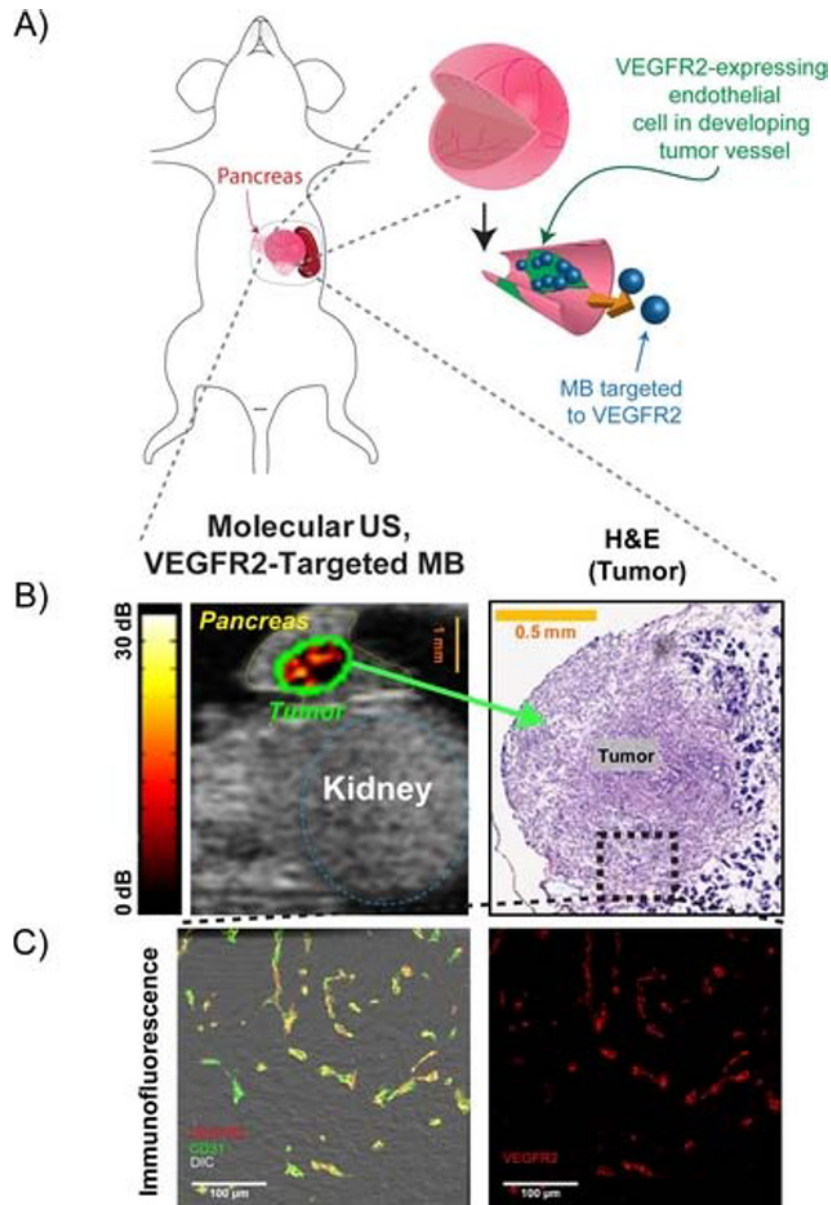 A)
Pancreas
VEGFR2-expressing
endothelial
cell in developing
tumor vessel
MB targeted
to VEGFR2
Molecular US,
VEGFR2-Targeted MB
H&E
(Tumor)
B)
30 dB
0 dB
Pancreas
1 mm
Tumor
Kidney
0.5 mm
Tumor
C)
Immunofluorescence
VEGFR2
CD31
DIC
100 µm
VEGFR2
100 µm